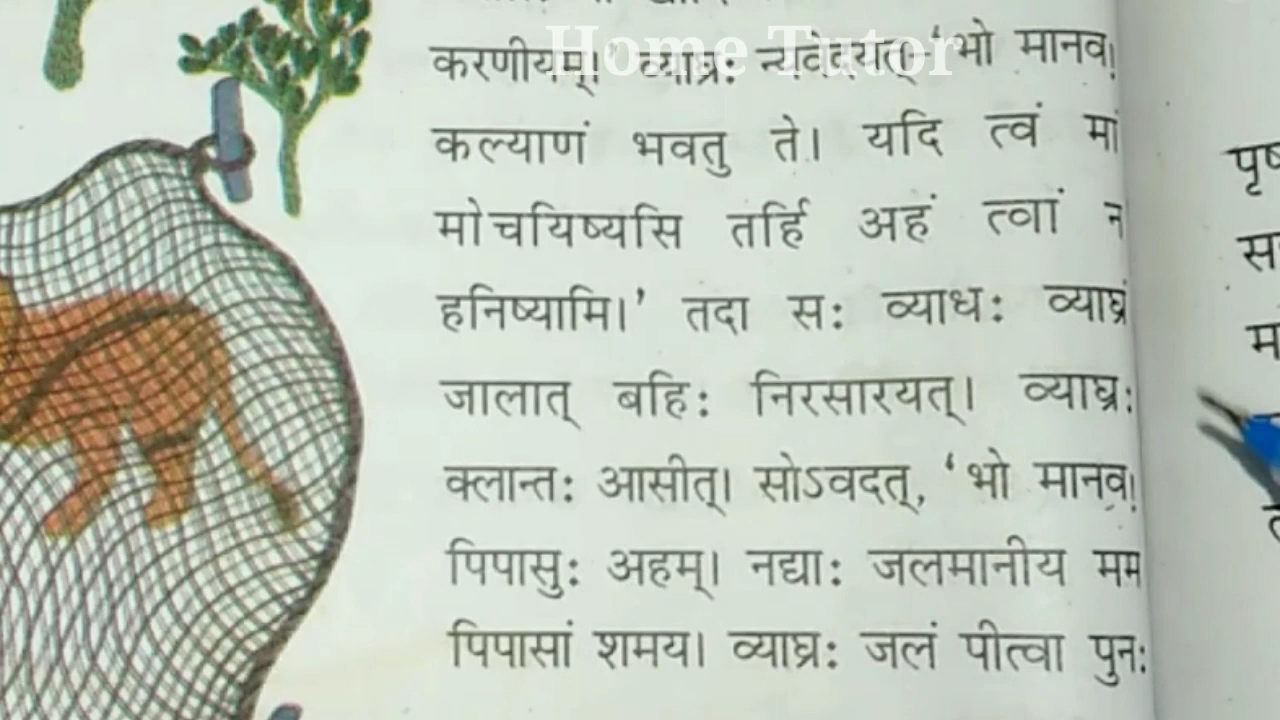 Home Tutor
करणीयम्।' व्याघ्रः न्यवेदयत्-'भो मानव!
कल्याणं भवतु ते। यदि त्वं मां
मोचयिष्यसि तर्हि अहं त्वां न
हनिष्यामि।' तदा सः व्याधः व्याघ्रं
जालात् बहिः निरसारयत्। व्याघ्रः
क्लान्तः आसीत्। सोऽवदत्, 'भो मानव!
पिपासुः अहम्। नद्याः जलमानीय मम
पिपासां शमय। व्याघ्रः जलं पीत्वा पुनः